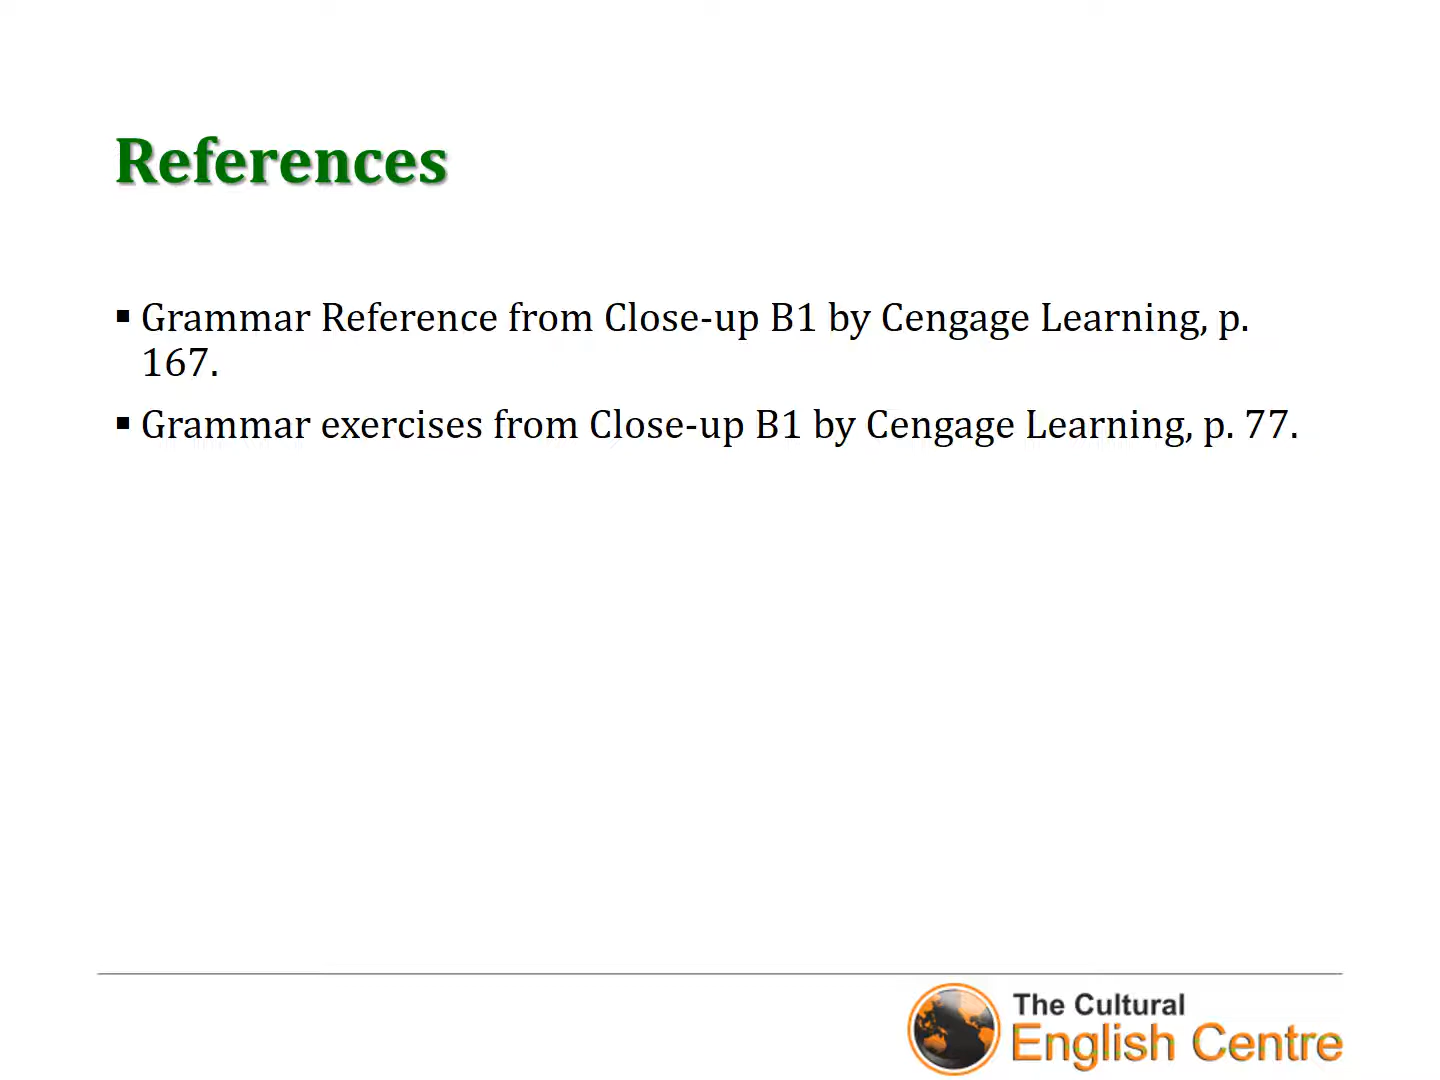 References
▪ Grammar Reference from Close-up B1 by Cengage Learning, p.
167.
▪ Grammar exercises from Close-up B1 by Cengage Learning, p. 77.
The Cultural
English Centre